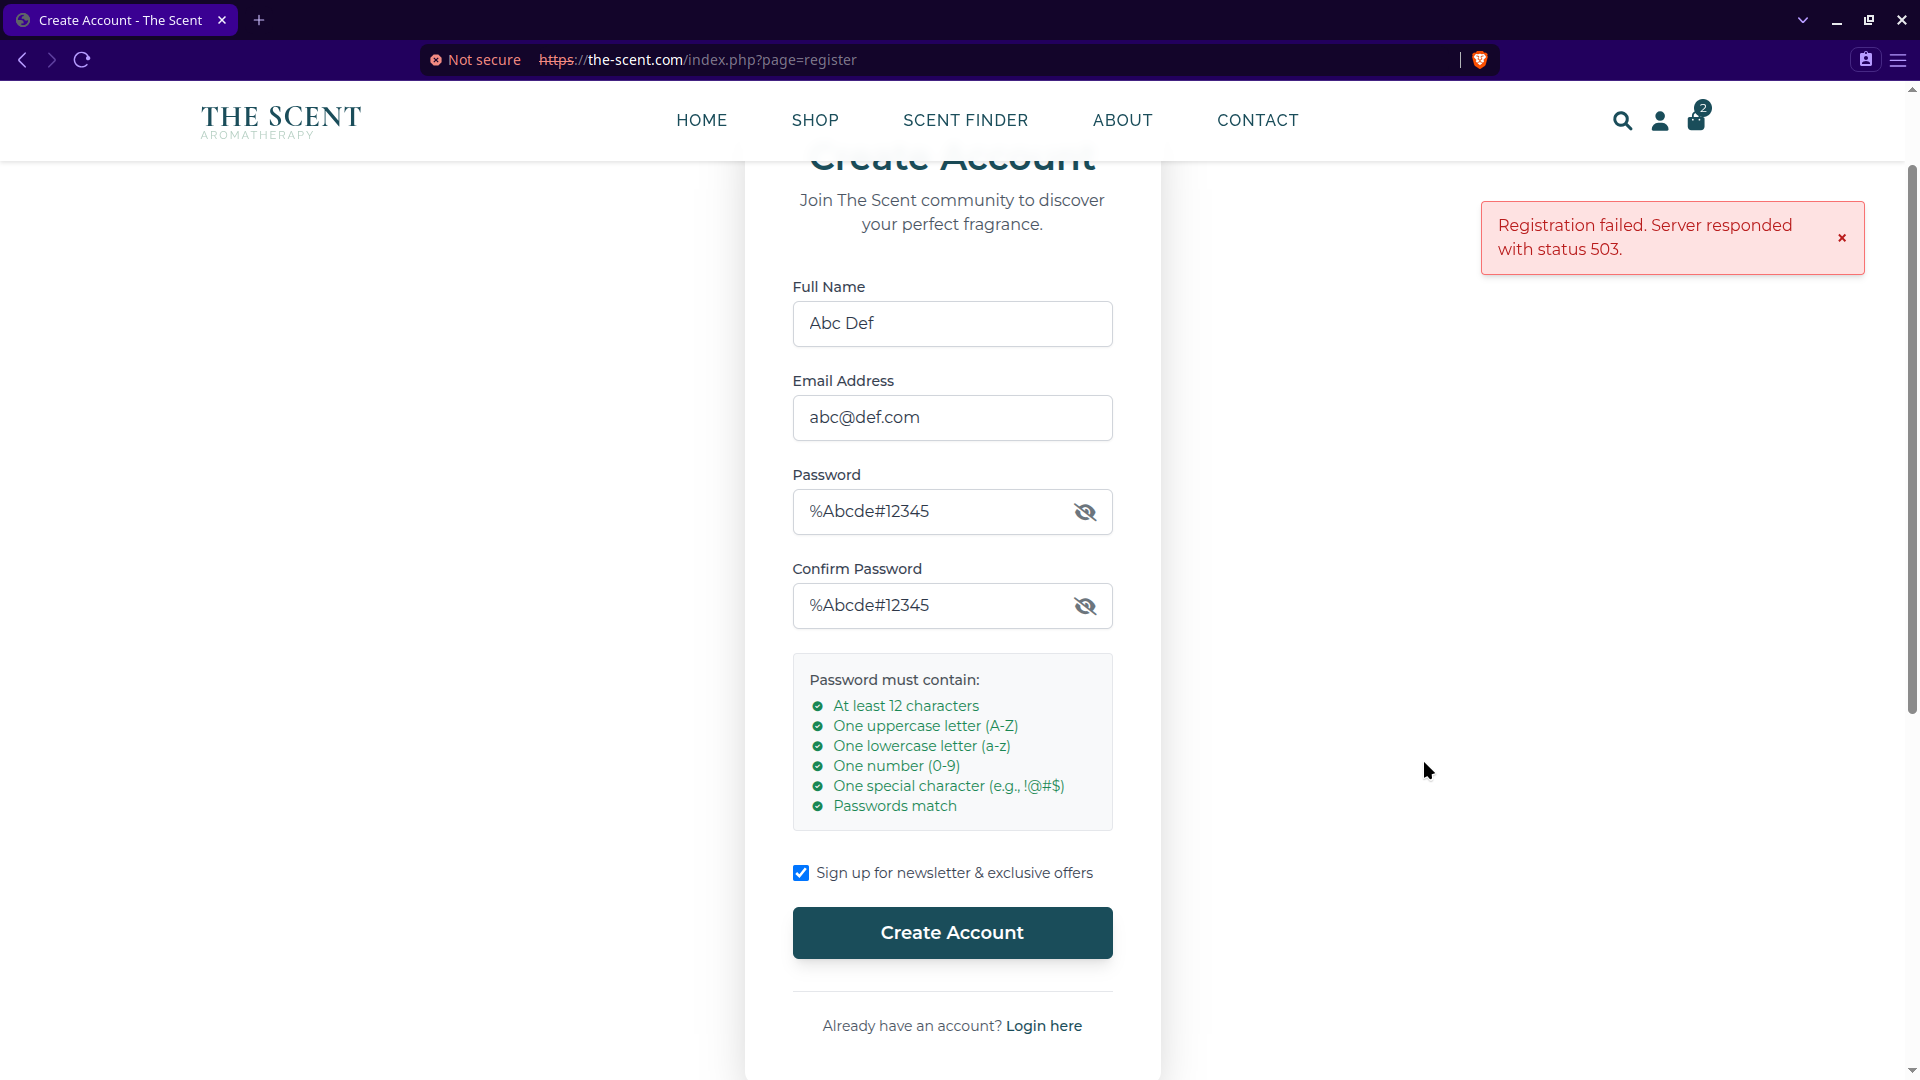 Create Account - The Scent
Not secure https://the-scent.com/index.php?page=register
THE SCENT
AROMATHERAPY
HOME SHOP SCENT FINDER ABOUT CONTACT
2
Create Account
Join The Scent community to discover
your perfect fragrance.
Registration failed. Server responded
with status 503.
Full Name
Abc Def
Email Address
abc@def.com
Password
%Abcde#12345
Confirm Password
%Abcde#12345
Password must contain:
At least 12 characters
One uppercase letter (A-Z)
One lowercase letter (a-z)
One number (0-9)
One special character (e.g., !@#$)
Passwords match
Sign up for newsletter & exclusive offers
Create Account
Already have an account? Login here